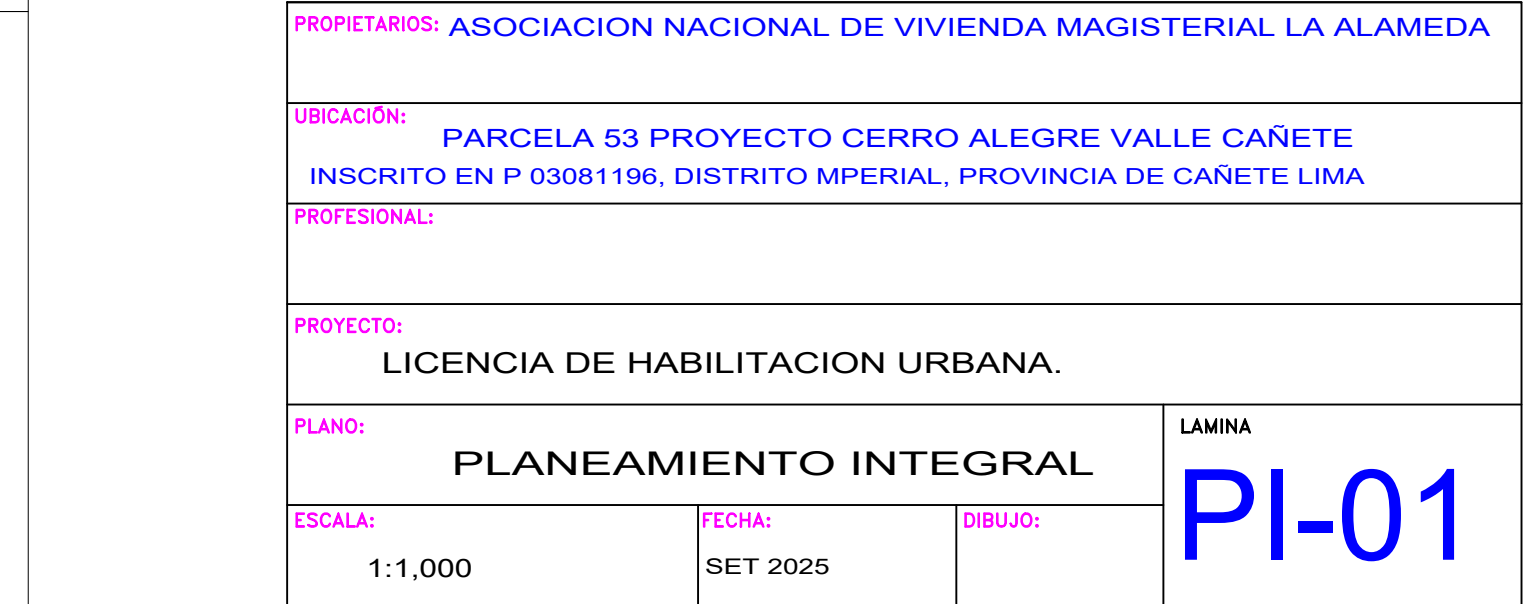 PROPIETARIOS: ASOCIACION NACIONAL DE VIVIENDA MAGISTERIAL LA ALAMEDA
UBICACIÓN:
PARCELA 53 PROYECTO CERRO ALEGRE VALLE CAÑETE
INSCRITO EN P 03081196, DISTRITO MPERIAL, PROVINCIA DE CAÑETE LIMA
PROFESIONAL:
PROYECTO:
LICENCIA DE HABILITACION URBANA.
PLANO:
PLANEAMIENTO INTEGRAL
LAMINA
PI-01
ESCALA:
1:1,000
FECHA:
SET 2025
DIBUJO: